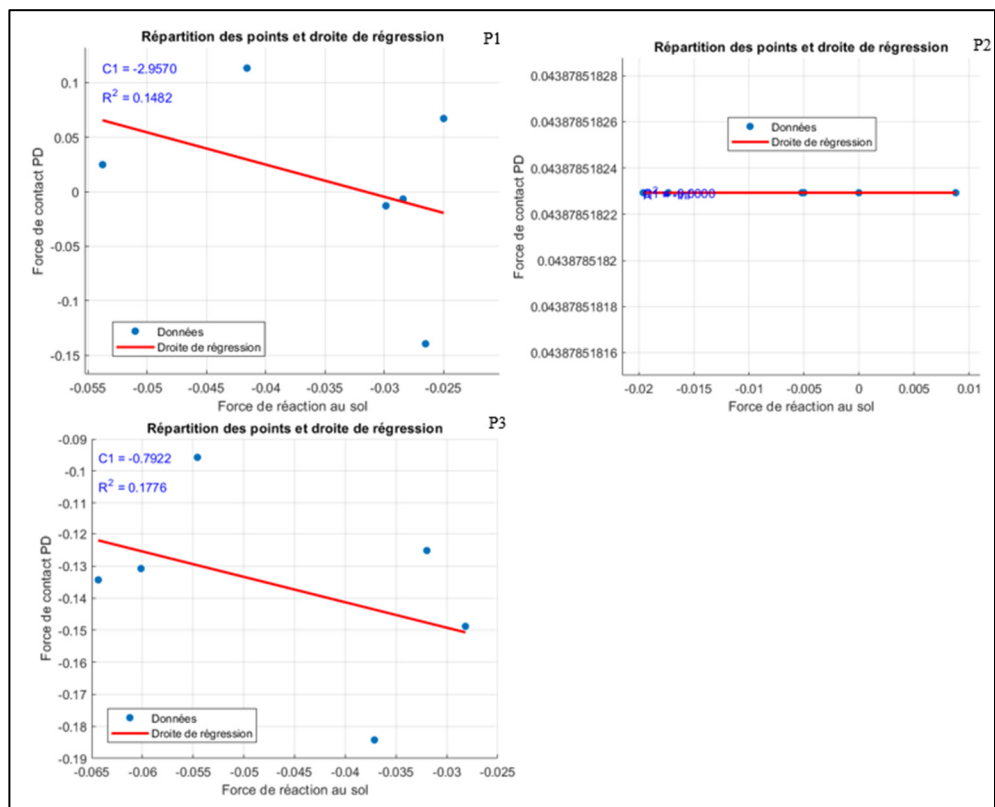 Répartition des points et droite de régression P1
C1 = -2.9570
R² = 0.1482
0.1
0.05
0
-0.05
-0.1
-0.15
Force de contact PD
Données
Droite de régression
-0.055 -0.05 -0.045 -0.04 -0.035 -0.03 -0.025
Force de réaction au sol
Répartition des points et droite de régression P2
0.04387851828
0.04387851826
0.04387851824
0.04387851822
0.0438785182
0.04387851818
0.04387851816
Force de contact PD
Données
Droite de régression
-0.02 -0.015 -0.01 -0.005 0 0.005 0.01
Force de réaction au sol
Répartition des points et droite de régression P3
C1 = -0.7922
R² = 0.1776
-0.09
-0.1
-0.11
-0.12
-0.13
-0.14
-0.15
-0.16
-0.17
-0.18
-0.19
Force de contact PD
Données
Droite de régression
-0.065 -0.06 -0.055 -0.05 -0.045 -0.04 -0.035 -0.03 -0.025
Force de réaction au sol